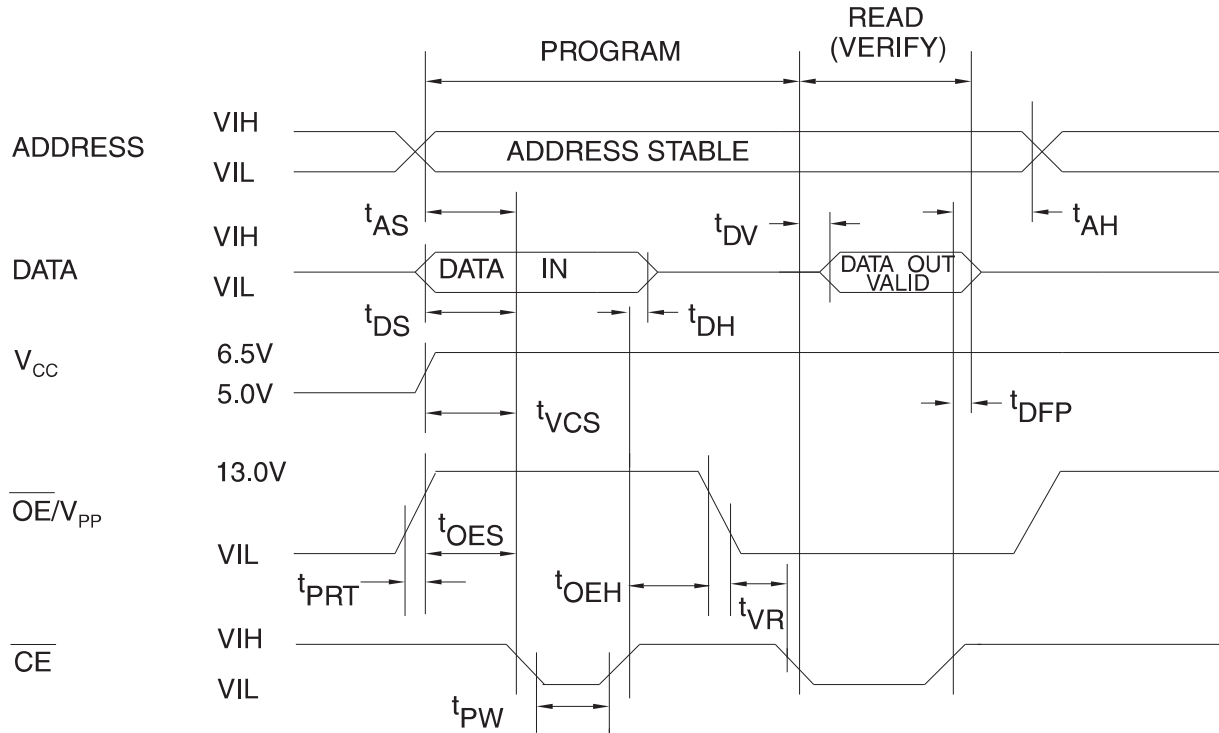 READ
(VERIFY)
PROGRAM
ADDRESS
VIH
VIL
ADDRESS STABLE
tAS
tDV
tAH
DATA
VIH
VIL
DATA IN
DATA OUT
VALID
tDS
tDH
VCC
6.5V
5.0V
tVCS
tDFP
OE/VPP
13.0V
VIL
tOES
tPRT
tOEH
tVR
CE
VIH
VIL
tPW